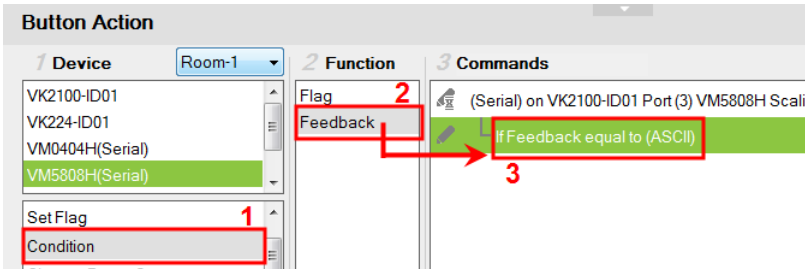 Button Action
1 Device
Room-1
2 Function
3 Commands
VK2100-ID01
VK224-ID01
VM0404H(Serial)
VM5808H(Serial)
Flag
2
Feedback
(Serial) on VK2100-ID01 Port (3) VM5808H Scali
If Feedback equal to (ASCII)
3
Set Flag
1
Condition